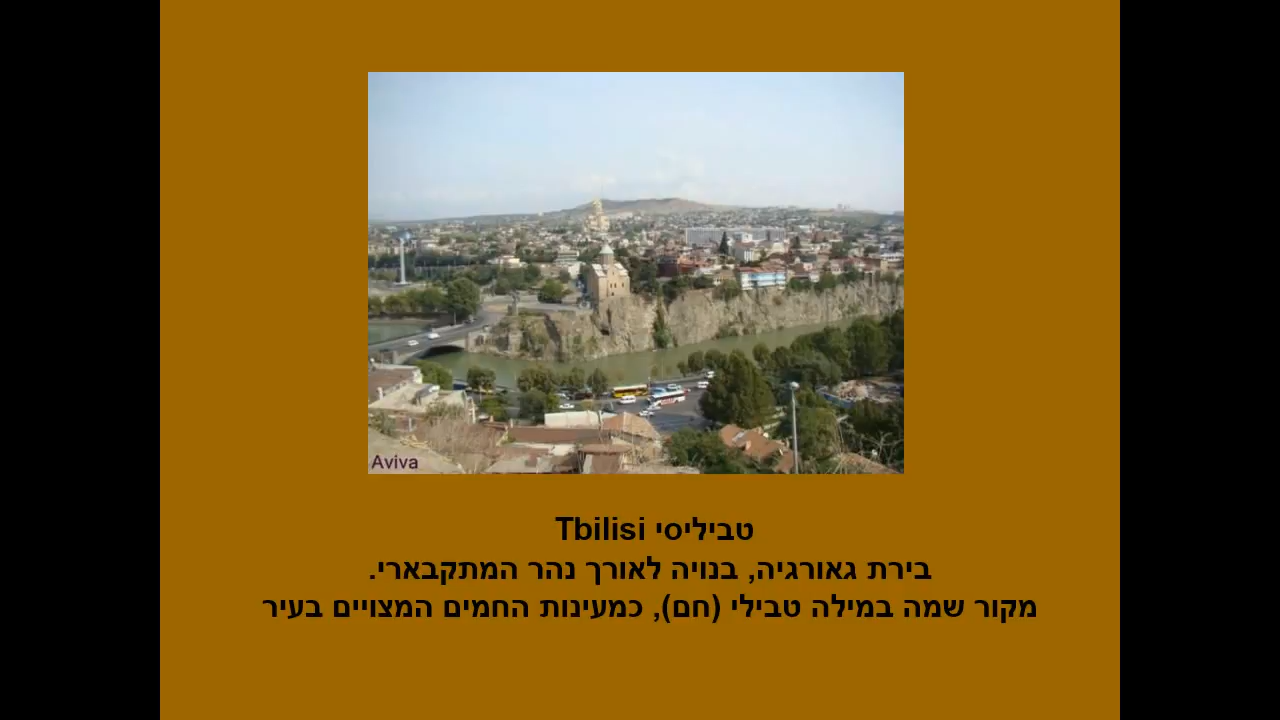 Aviva
טביליסי Tbilisi
בירת גאורגיה, בנויה לאורך נהר המתקבארי.
מקור שמה במילה טבילי (חם), כמעינות החמים המצויים בעיר